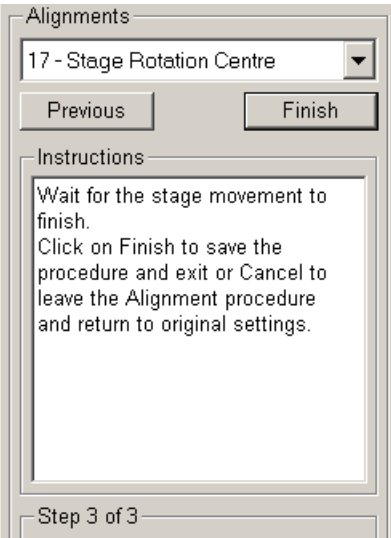 Alignments
17 - Stage Rotation Centre
Previous
Finish
Instructions
Wait for the stage movement to
finish.
Click on Finish to save the
procedure and exit or Cancel to
leave the Alignment procedure
and return to original settings.
Step 3 of 3